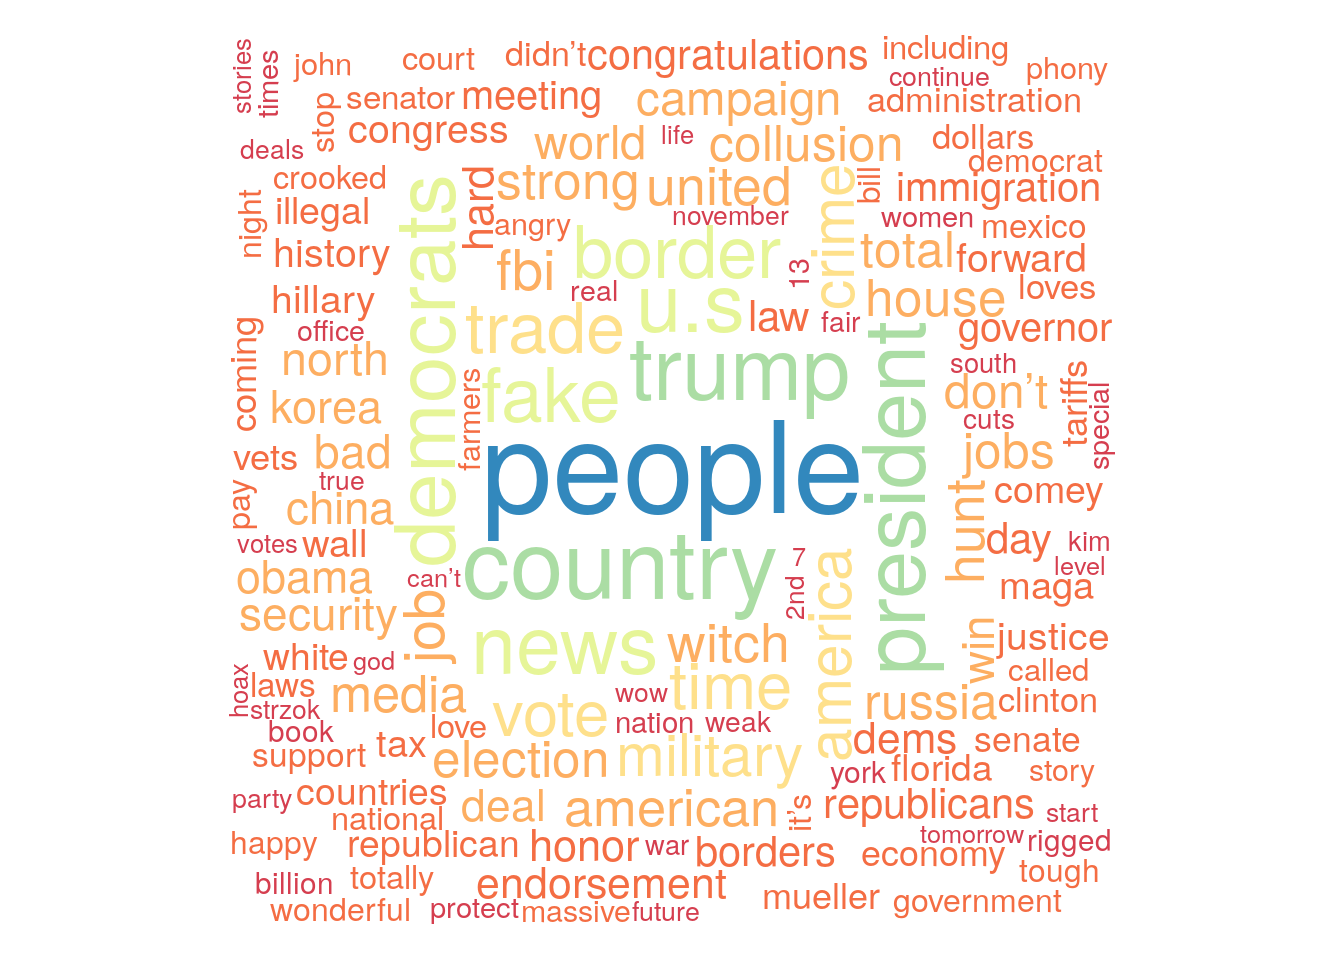 stories
times
john
court
didn’t
congratulations
including
continue
phony
stop
senator
meeting
campaign
administration
congress
world
life
collusion
dollars
deals
democrat
crooked
hard
strong
united
crime
bill
immigration
night
illegal
democrats
angry
november
women
mexico
history
fbi
border
13
total
forward
hillary
real
u.s
law
fair
house
loves
office
trade
governor
coming
north
trump
president
south
korea
farmers
fake
don’t
tariffs
special
cuts
vets
bad
people
jobs
true
pay
china
hunt
comey
votes
wall
day
kim
obama
can’t
country
7
level
2nd
america
maga
security
job
news
witch
win
justice
white
god
called
hoax
laws
media
wow
time
russia
clinton
strzok
book
love
vote
nation
weak
support
tax
election
military
dems
senate
york
florida
story
party
countries
deal
american
it’s
republicans
start
national
happy
republican
honor
war
borders
tomorrow
rigged
economy
billion
totally
endorsement
tough
wonderful
protect
massive
future
mueller
government